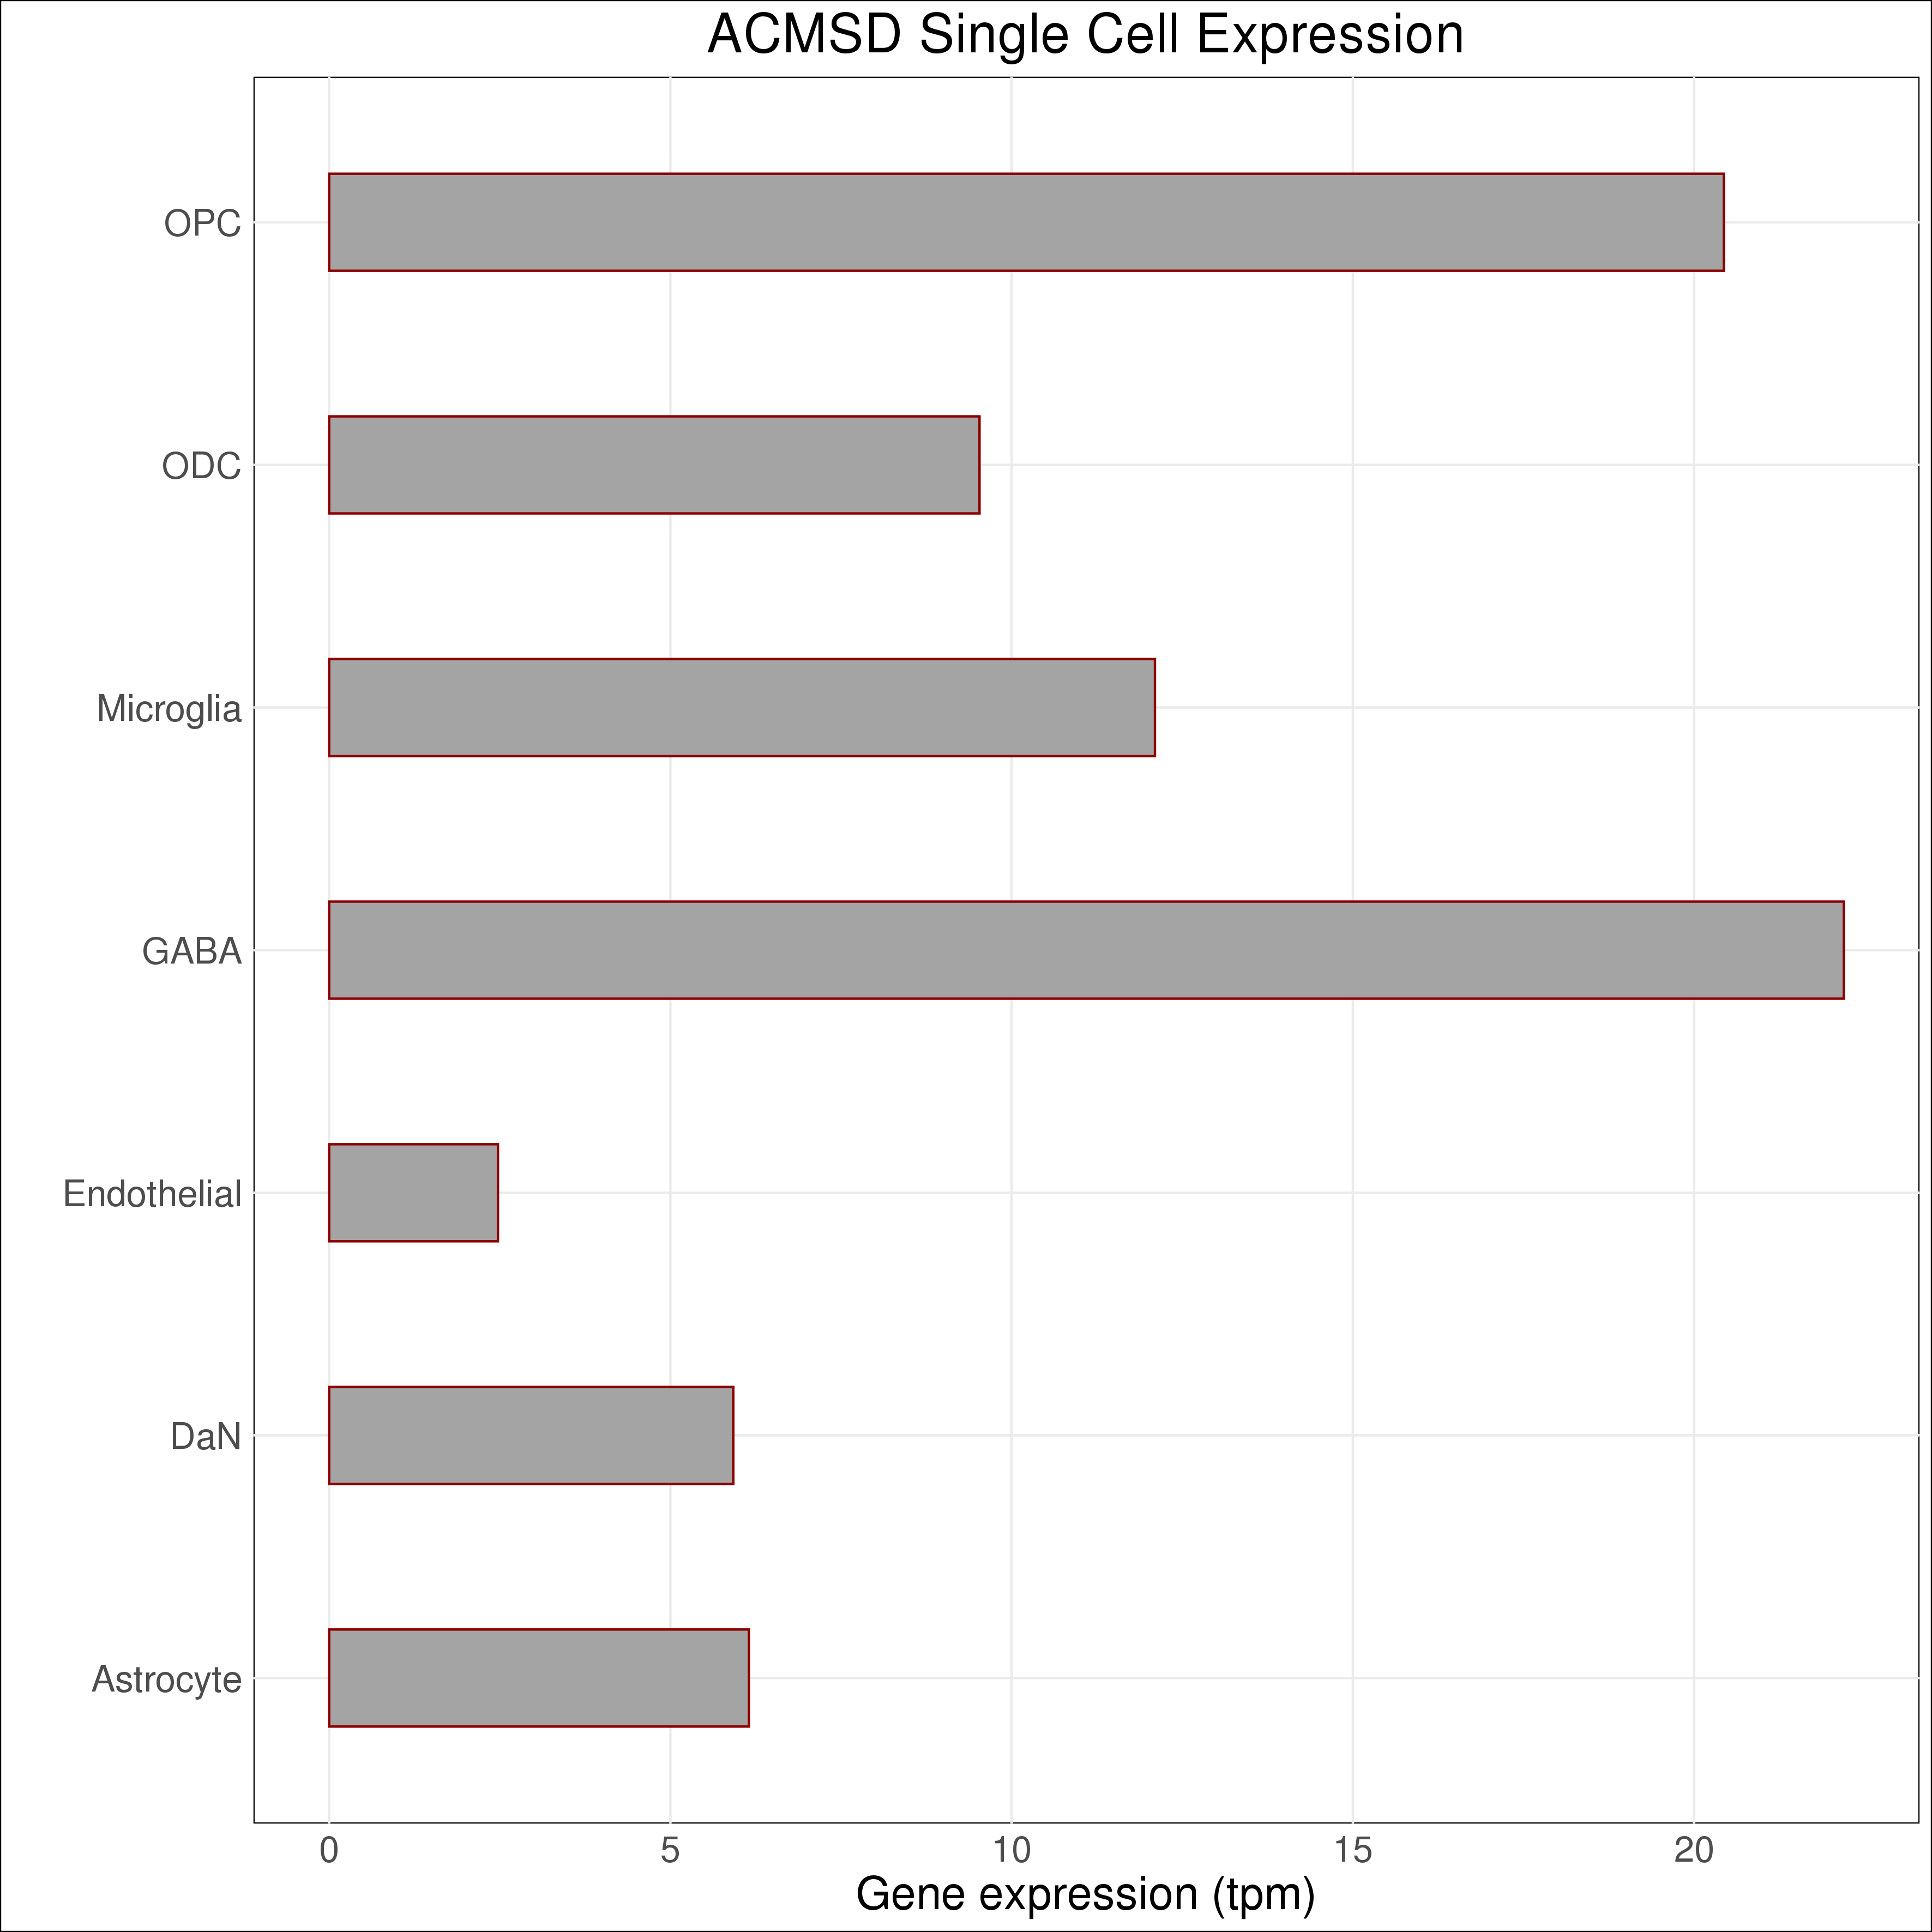 ACMSD Single Cell Expression
OPC
ODC
Microglia
GABA
Endothelial
DaN
Astrocyte
0 5 10 15 20
Gene expression (tpm)